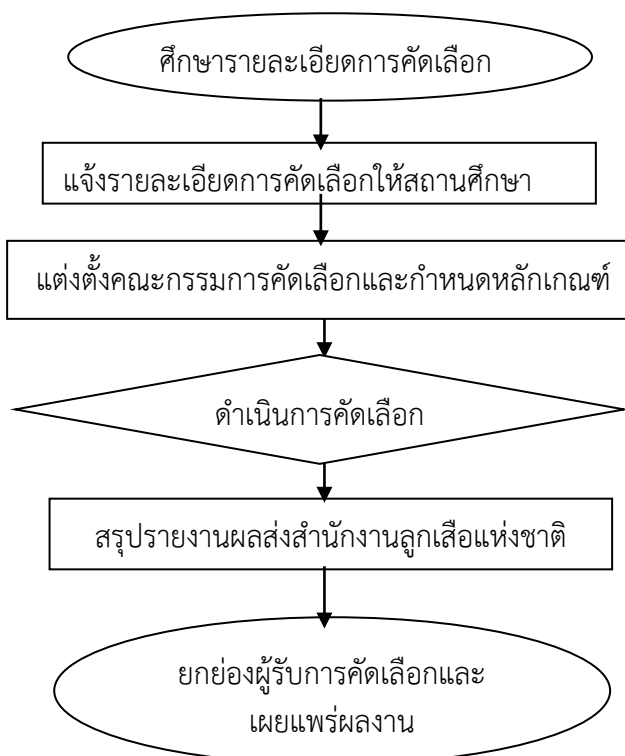 ศึกษารายละเอียดการคัดเลือก
แจ้งรายละเอียดการคัดเลือกให้สถานศึกษา
แต่งตั้งคณะกรรมการคัดเลือกและกำหนดหลักเกณฑ์
ดำเนินการคัดเลือก
สรุปรายงานผลส่งสำนักงานลูกเสือแห่งชาติ
ยกย่องผู้รับการคัดเลือกและ
เผยแพร่ผลงาน